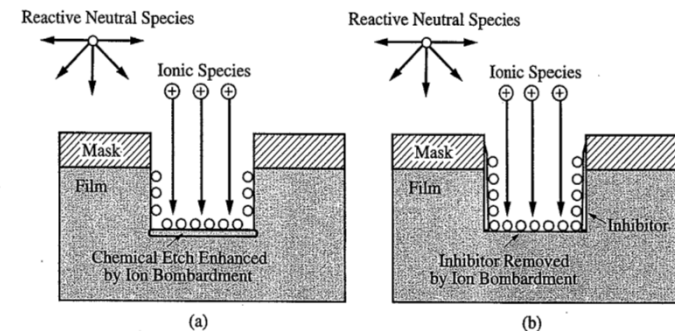 Reactive Neutral Species
Ionic Species
+ + +
Mask
Film
Chemical Etch Enhanced
by Ion Bombardment
(a)
Reactive Neutral Species
Ionic Species
+ + +
Mask
Film
Inhibitor
Inhibitor Removed
by Ion Bombardment
(b)